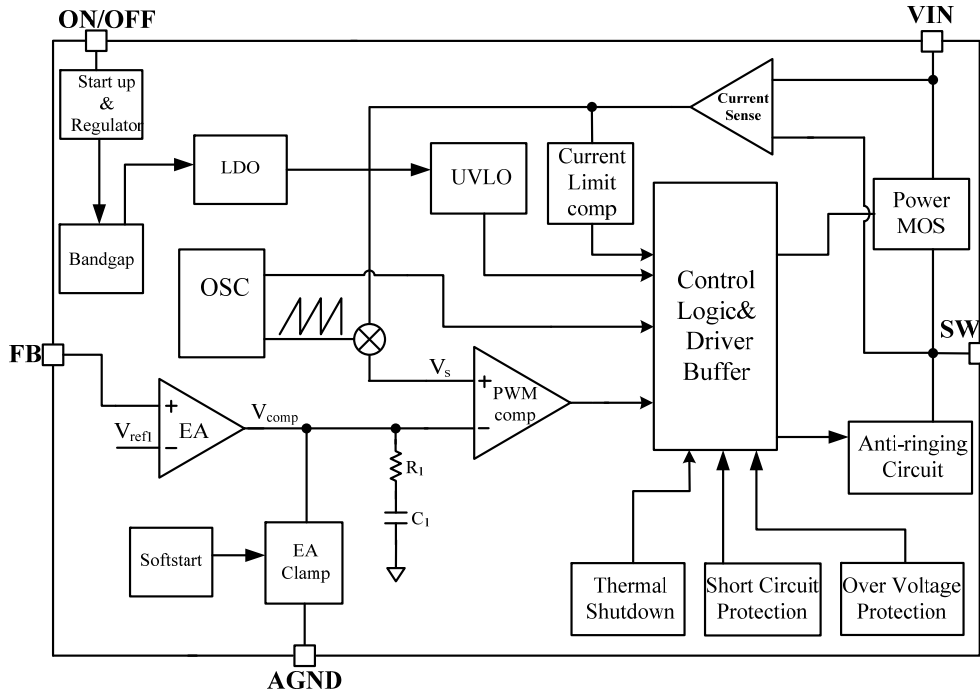 ON/OFF
VIN
Start up
&
Regulator
Current
Sense
LDO
UVLO
Current
Limit
comp
Power
MOS
Bandgap
OSC
Control
Logic&
Driver
Buffer
SW
FB
Vs
PWM
comp
+
−
+
−
Vref1
EA
Vcomp
R1
C1
Anti-ringing
Circuit
Softstart
EA
Clamp
Thermal
Shutdown
Short Circuit
Protection
Over Voltage
Protection
AGND